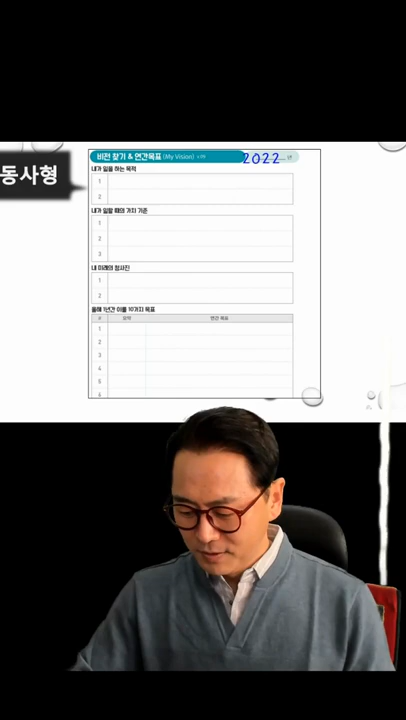 비전 찾기 & 연간목표 (My Vision) 2022 년
동사형
내가 일을 하는 목적
1
2
내가 일할 때의 가치 기준
1
2
3
내 미래의 청사진
1
2
올해 1년간 이룰 10가지 목표
# 요약 연간 목표
1
2
3
4
5
6